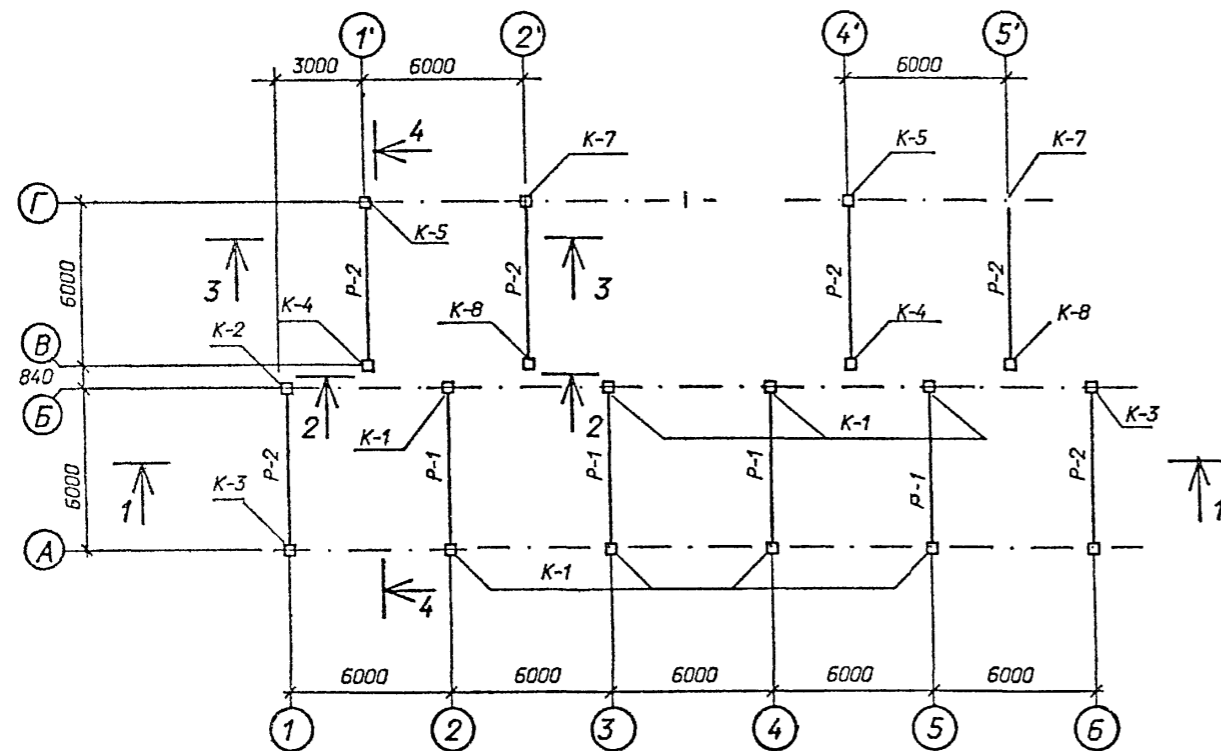 1' 2' 4' 5'
3000 6000 6000
4 К-7 К-5 К-7
Г
К-5
3 3
6000 Р-2 Р-2 Р-2 Р-2
К-4 К-8 К-4 К-8
В
К-2
840
Б
2 К-1 2 К-1 К-3
6000 Р-2 Р-1 Р-1 Р-1 Р-1 Р-2
1 К-3 1
А
К-1
4
6000 6000 6000 6000 6000
1 2 3 4 5 6